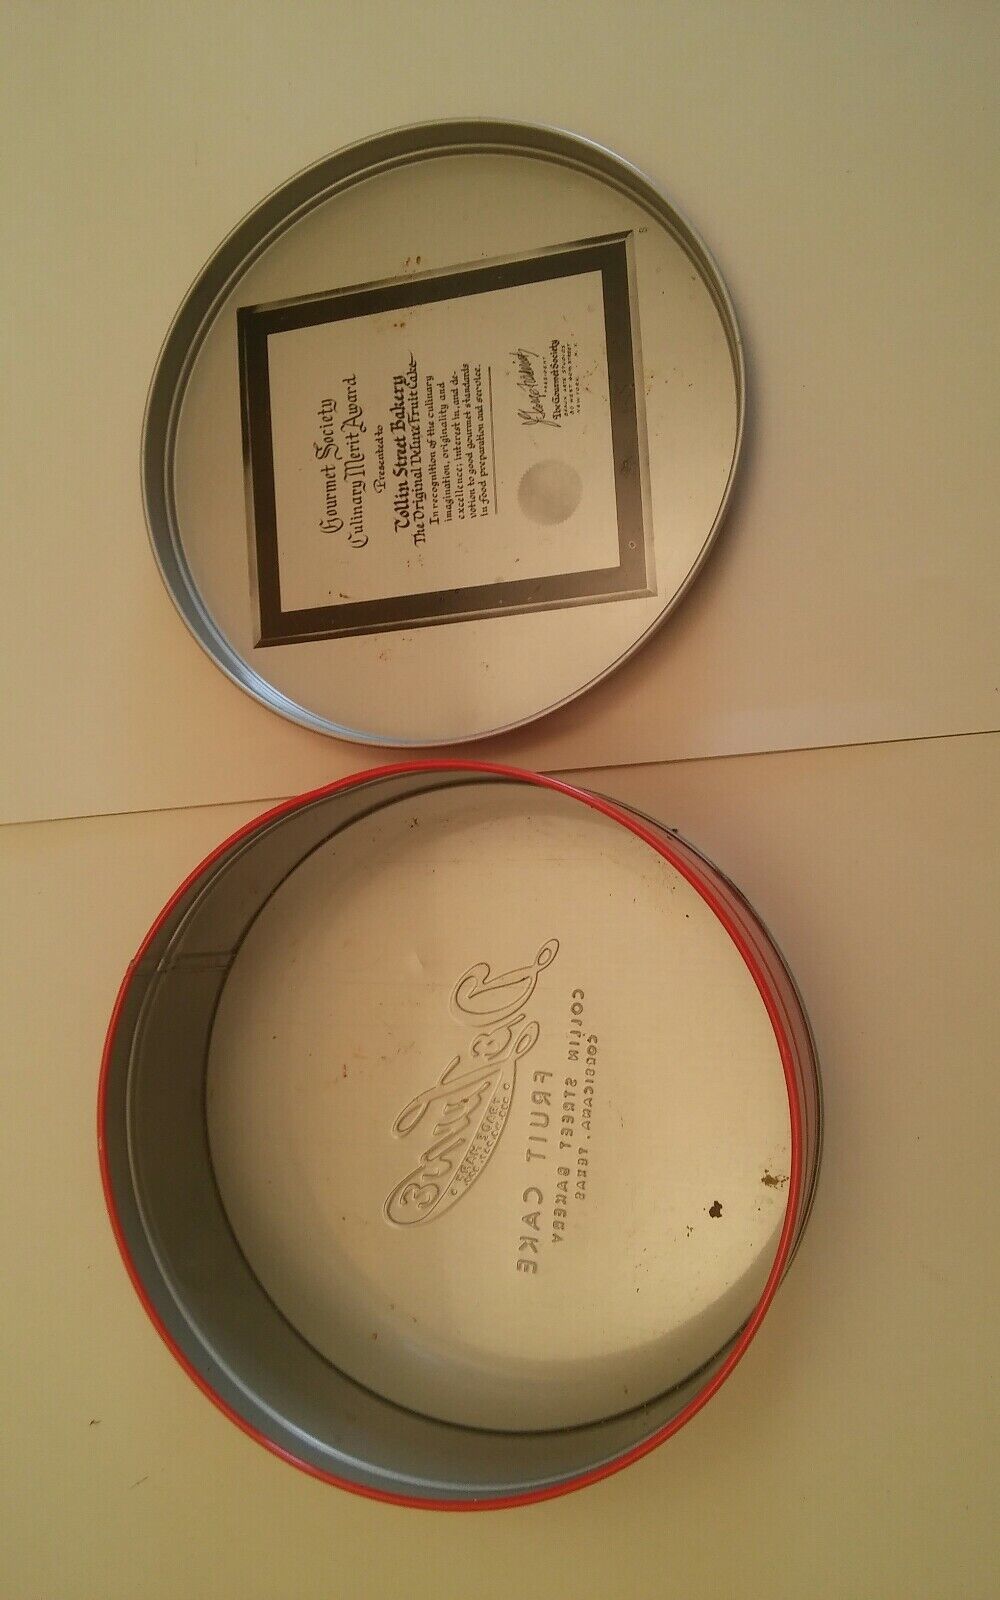 Gourmet Society
Culinary Merit Award
Presented to
Collin Street Bakery
The Original Deluxe Fruit Cake
In recognition of the culinary
imagination, originality and
excellence; interest in, and de-
votion to good gourmet standards
in food preparation and service.
PRESIDENT
The Gourmet Society
NEW YORK N.Y.
S
DeLuxe
FRUIT CAKE
COLLIN STREET BAKERY
CORSICANA, TEXAS